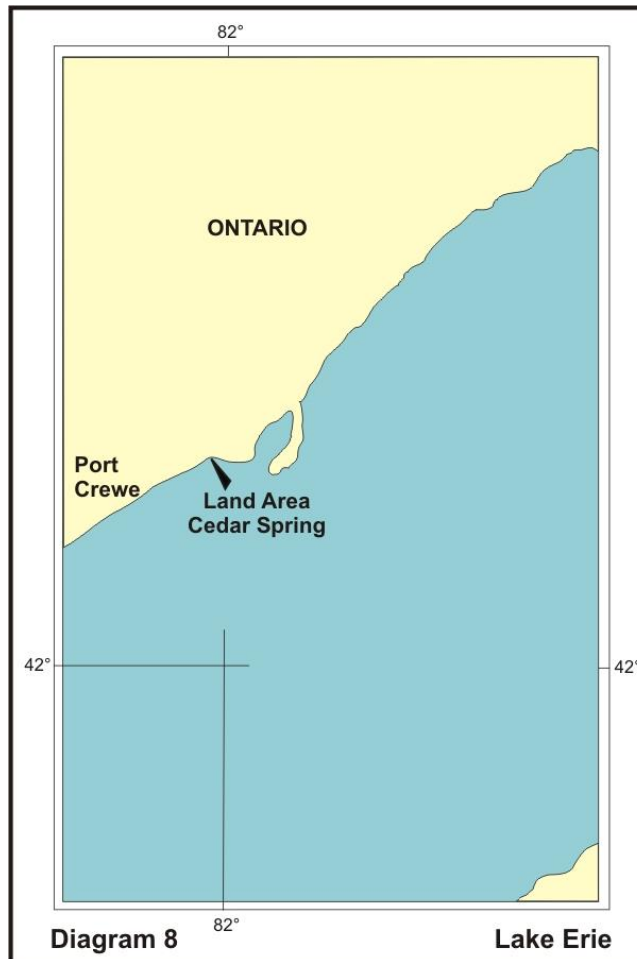 82°
ONTARIO
Port
Crewe
Land Area
Cedar Spring
42°
42°
82°
Diagram 8
Lake Erie